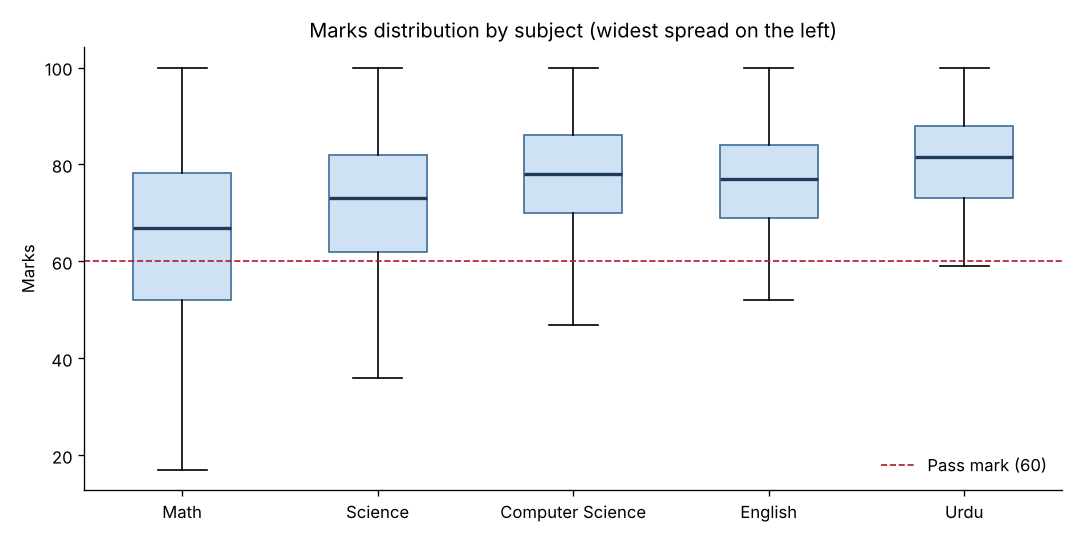 Marks distribution by subject (widest spread on the left)
Marks
100
80
60
40
20
Pass mark (60)
Math
Science
Computer Science
English
Urdu